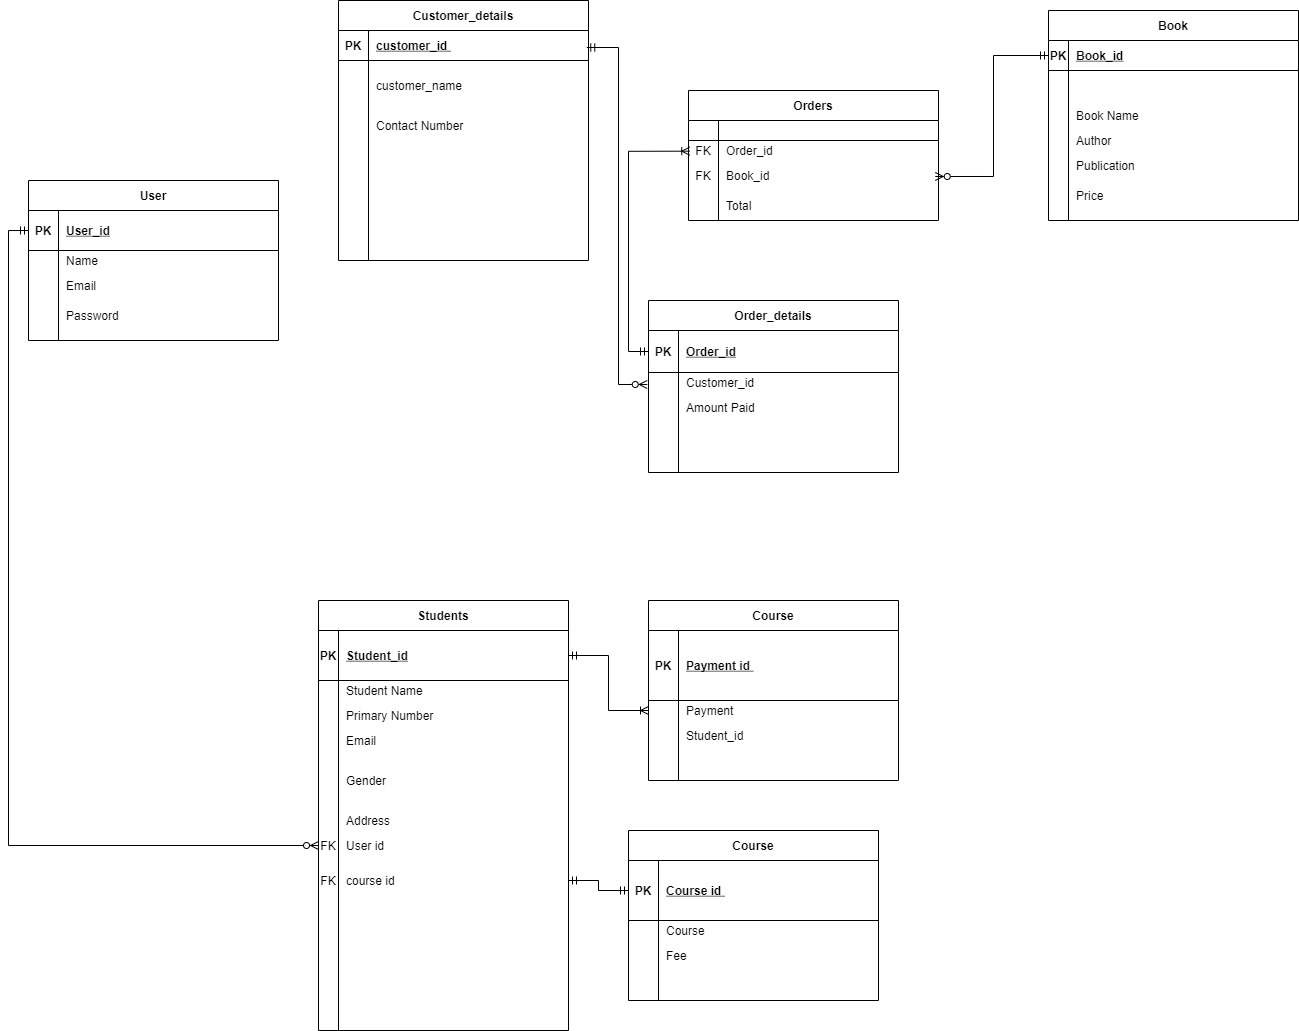 Customer_details
PK customer_id
customer_name
Contact Number
Book
PK Book_id
Book Name
Author
Publication
Price
Orders
FK Order_id
FK Book_id
Total
User
PK User_id
Name
Email
Password
Order_details
PK Order_id
Customer_id
Amount Paid
Students
PK Student_id
Student Name
Primary Number
Email
Gender
Address
FK User id
FK course id
Course
PK Payment id
Payment
Student_id
Course
PK Course id
Course
Fee